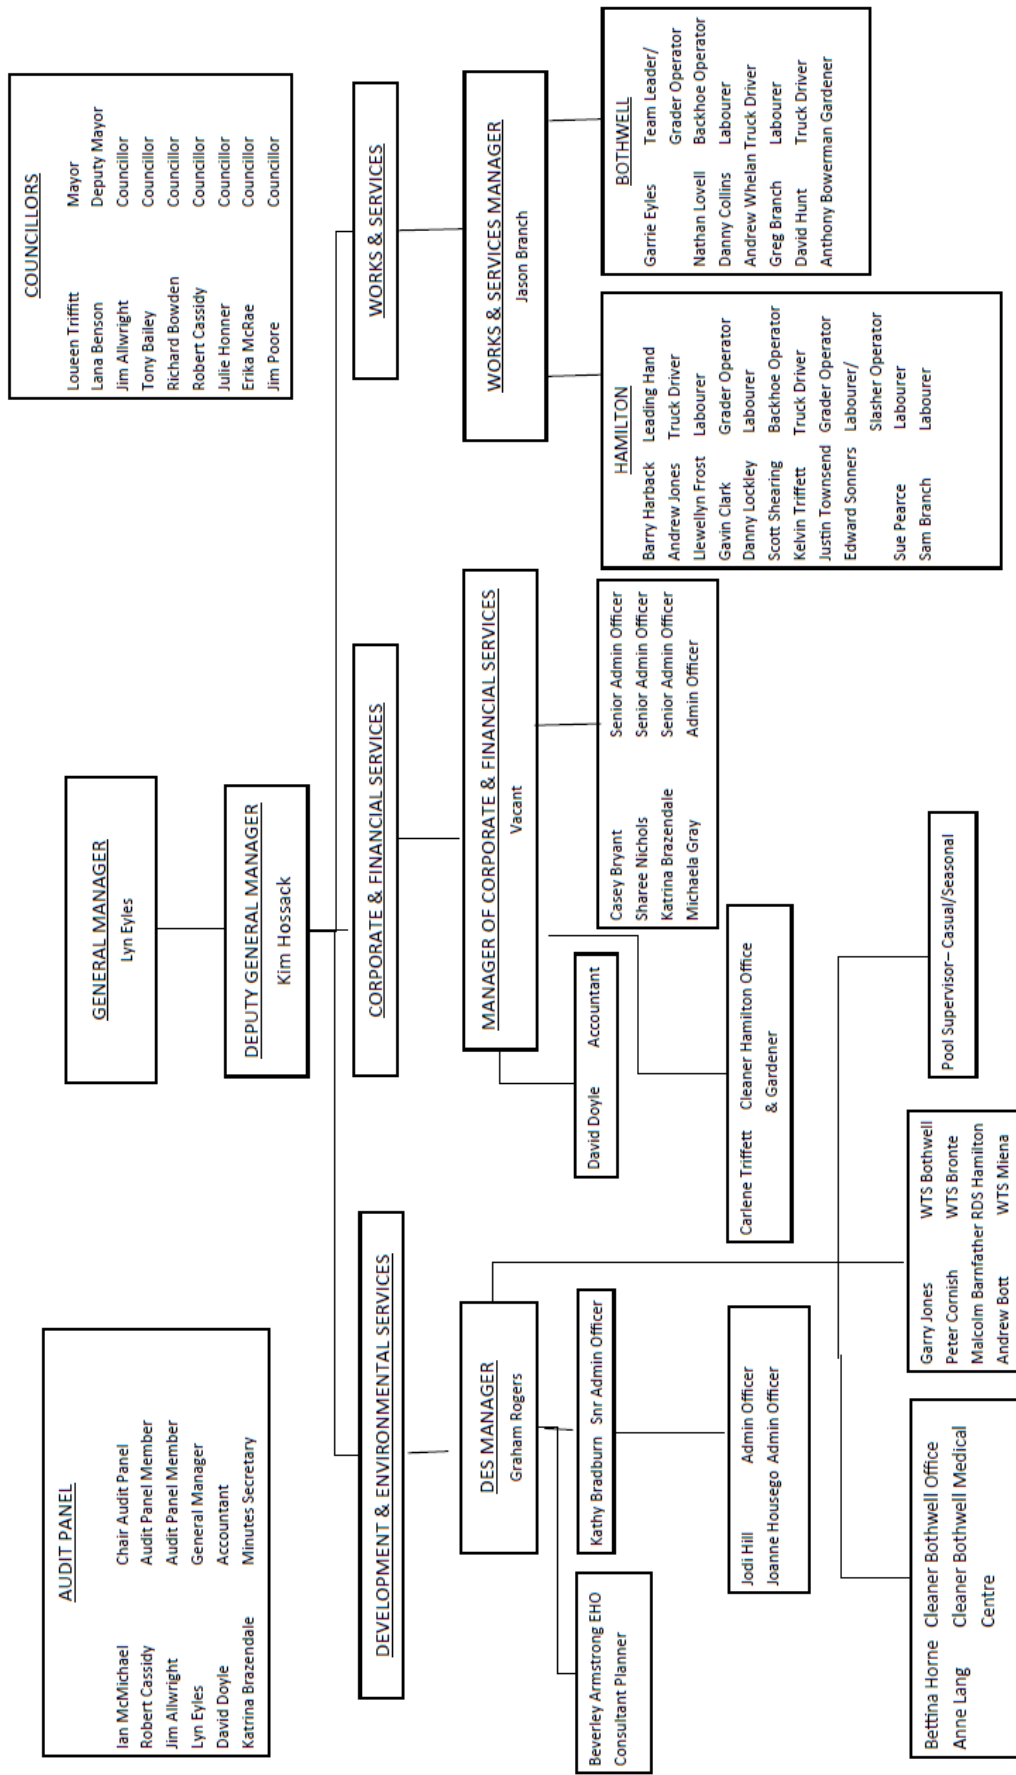 AUDIT PANEL
Ian McMichael Chair Audit Panel
Robert Cassidy Audit Panel Member
Jim Allwright Audit Panel Member
Lyn Eyles General Manager
David Doyle Accountant
Katrina Brazendale Minutes Secretary
GENERAL MANAGER
Lyn Eyles
COUNCILLORS
Loueen Triffitt Mayor
Lana Benson Deputy Mayor
Jim Allwright Councillor
Tony Bailey Councillor
Richard Bowden Councillor
Robert Cassidy Councillor
Julie Honner Councillor
Erika McRae Councillor
Jim Poore Councillor
DEPUTY GENERAL MANAGER
Kim Hossack
DEVELOPMENT & ENVIRONMENTAL SERVICES
CORPORATE & FINANCIAL SERVICES
WORKS & SERVICES
DES MANAGER
Graham Rogers
MANAGER OF CORPORATE & FINANCIAL SERVICES
Vacant
WORKS & SERVICES MANAGER
Jason Branch
Beverley Armstrong EHO
Consultant Planner
Kathy Bradburn Snr Admin Officer
David Doyle Accountant
Casey Bryant Senior Admin Officer
Sharee Nichols Senior Admin Officer
Katrina Brazendale Senior Admin Officer
Michaela Gray Admin Officer
HAMILTON
Barry Harback Leading Hand
Andrew Jones Truck Driver
Llewellyn Frost Labourer
Gavin Clark Grader Operator
Danny Lockley Labourer
Scott Shearing Backhoe Operator
Kelvin Triffett Truck Driver
Justin Townsend Grader Operator
Edward Sonners Labourer/
Slasher Operator
Sue Pearce Labourer
Sam Branch Labourer
BOTHWELL
Garrie Eyles Team Leader/
Grader Operator
Nathan Lovell Backhoe Operator
Danny Collins Labourer
Andrew Whelan Truck Driver
Greg Branch Labourer
David Hunt Truck Driver
Anthony Bowerman Gardener
Jodi Hill Admin Officer
Joanne Housego Admin Officer
Carlene Triffett Cleaner Hamilton Office
& Gardener
Bettina Horne Cleaner Bothwell Office
Anne Lang Cleaner Bothwell Medical
Centre
Garry Jones WTS Bothwell
Peter Cornish WTS Bronte
Malcolm Barnfather RDS Hamilton
Andrew Bott WTS Miena
Pool Supervisor– Casual/Seasonal